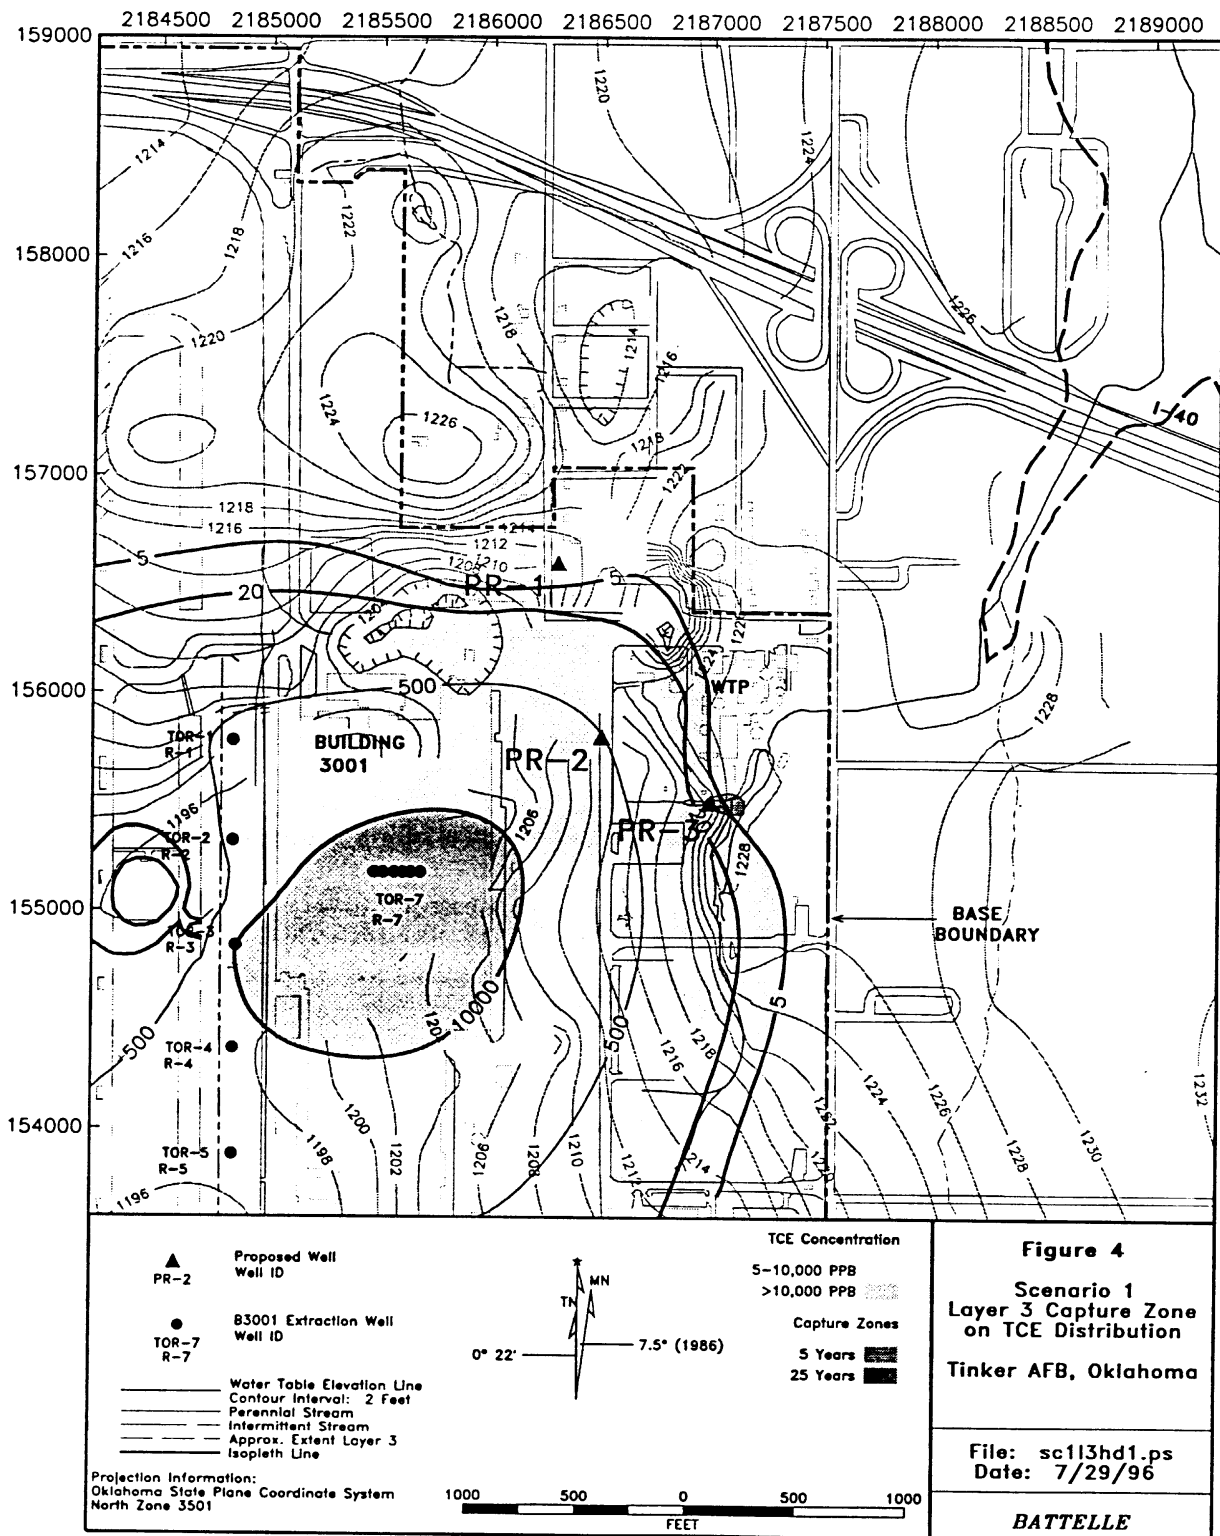 2184500 2185000 2185500 2186000 2186500 2187000 2187500 2188000 2188500 2189000
159000
158000
157000
156000
155000
154000
1214
1216
1218
1220
1222
1224
1226
1220
1224
1226
1218
1214
1216
1218
1222
I-40
1218
1216
1214
1212
1210
5
20
5
PR-1
1224
WTP
500
1228
TOR-1
R-1
BUILDING
3001
PR-2
1196
TOR-2
R-2
1206
PR-3
1228
TOR-7
R-7
TOR-3
R-3
BASE
BOUNDARY
10000
500
500
5
TOR-4
R-4
1216
1218
1224
1226
1232
TOR-5
R-5
1196
1198
1200
1202
1206
1208
1210
1212
1214
1228
1230
PR-2
Proposed Well
Well ID
TOR-7
R-7
B3001 Extraction Well
Well ID
Water Table Elevation Line
Contour Interval: 2 Feet
Perennial Stream
Intermittent Stream
Approx. Extent Layer 3
Isopleth Line
Projection Information:
Oklahoma State Plane Coordinate System
North Zone 3501
TN
MN
0° 22'
7.5° (1986)
TCE Concentration
5-10,000 PPB
>10,000 PPB
Capture Zones
5 Years
25 Years
1000 500 0 500 1000
FEET
Figure 4
Scenario 1
Layer 3 Capture Zone
on TCE Distribution
Tinker AFB, Oklahoma
File: sc1l3hd1.ps
Date: 7/29/96
BATTELLE